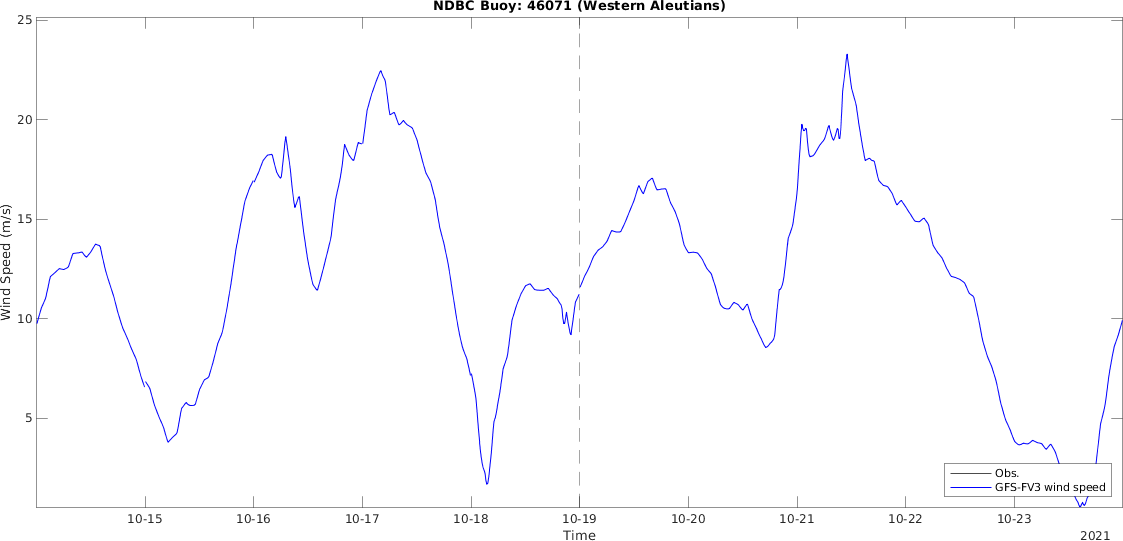 NDBC Buoy: 46071 (Western Aleutians)
25
20
15
10
5
Wind Speed (m/s)
Obs.
GFS-FV3 wind speed
10-15 10-16 10-17 10-18 10-19 10-20 10-21 10-22 10-23
Time
2021